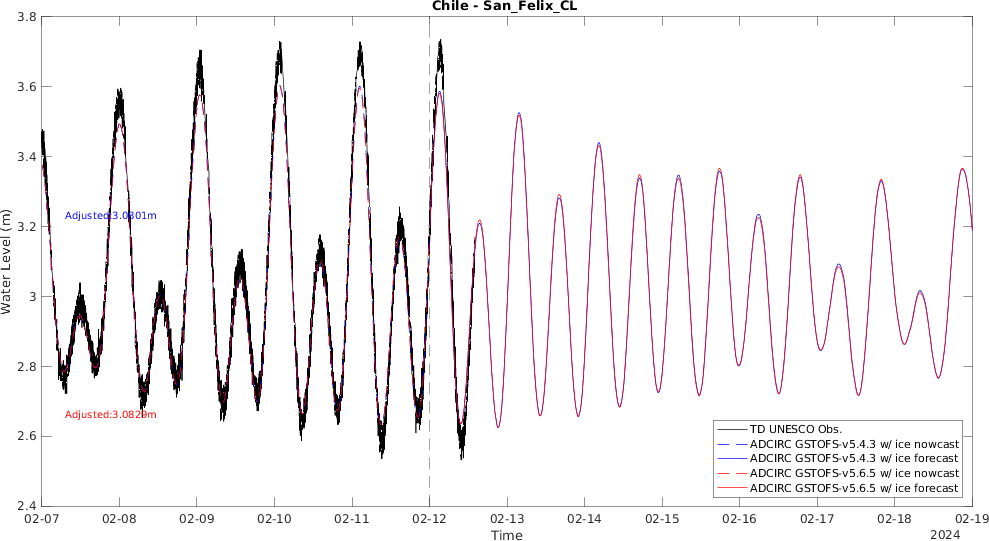 Chile - San_Felix_CL
3.8
3.6
3.4
3.2
3
2.8
2.6
2.4
Water Level (m)
Adjusted:3.0301m
Adjusted:3.0829m
TD UNESCO Obs.
ADCIRC GSTOFS-v5.4.3 w/ ice nowcast
ADCIRC GSTOFS-v5.4.3 w/ ice forecast
ADCIRC GSTOFS-v5.6.5 w/ ice nowcast
ADCIRC GSTOFS-v5.6.5 w/ ice forecast
02-07 02-08 02-09 02-10 02-11 02-12 02-13 02-14 02-15 02-16 02-17 02-18 02-19
Time
2024